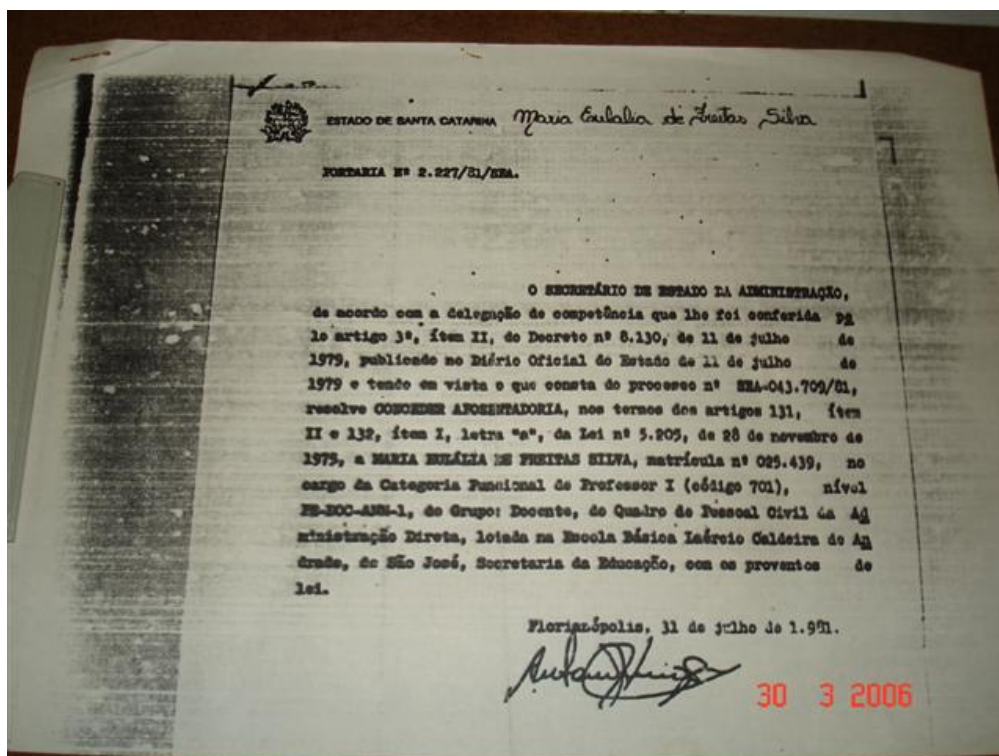 ESTADO DE SANTA CATARINA Maria Eulalia de Freitas Silva
PORTARIA Nº 2.227/81/SEA.
O SECRETÁRIO DE ESTADO DA ADMINISTRAÇÃO,
de acordo com a delegação de competência que lhe foi conferida pe
lo artigo 3º, ítem II, do Decreto nº 8.130, de 11 de julho de
1979, publicado no Diário Oficial do Estado de 11 de julho de
1979 e tendo em vista o que consta do processo nº SEA-043.709/81,
resolve CONCEDER APOSENTADORIA, nos termos dos artigos 131, ítem
II e 132, ítem I, letra "a", da Lei nº 5.205, de 28 de novembro de
1975, a MARIA EULÁLIA DE FREITAS SILVA, matrícula nº 025.439, no
cargo da Categoria Funcional de Professor I (código 701), nível
PE-DOC-ANM-1, do Grupo: Docente, do Quadro de Pessoal Civil da Ad
ministração Direta, lotada na Escola Básica Laércio Caldeira de An
drade, de São José, Secretaria da Educação, com os proventos de
lei.
Florianópolis, 31 de julho de
30 3 2006